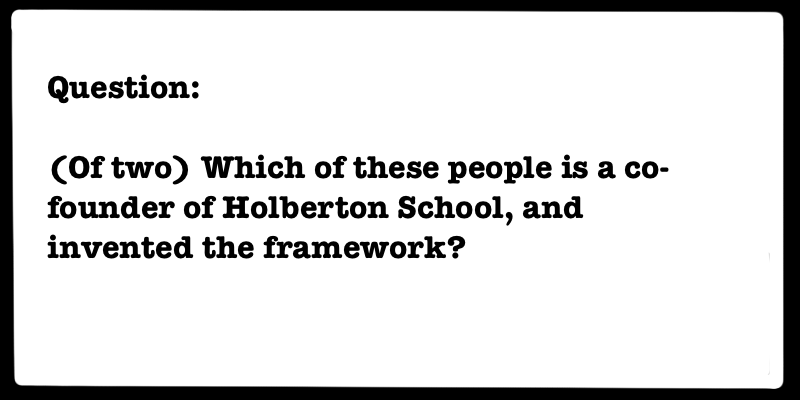 Question:
(Of two) Which of these people is a co-
founder of Holberton School, and
invented the framework?